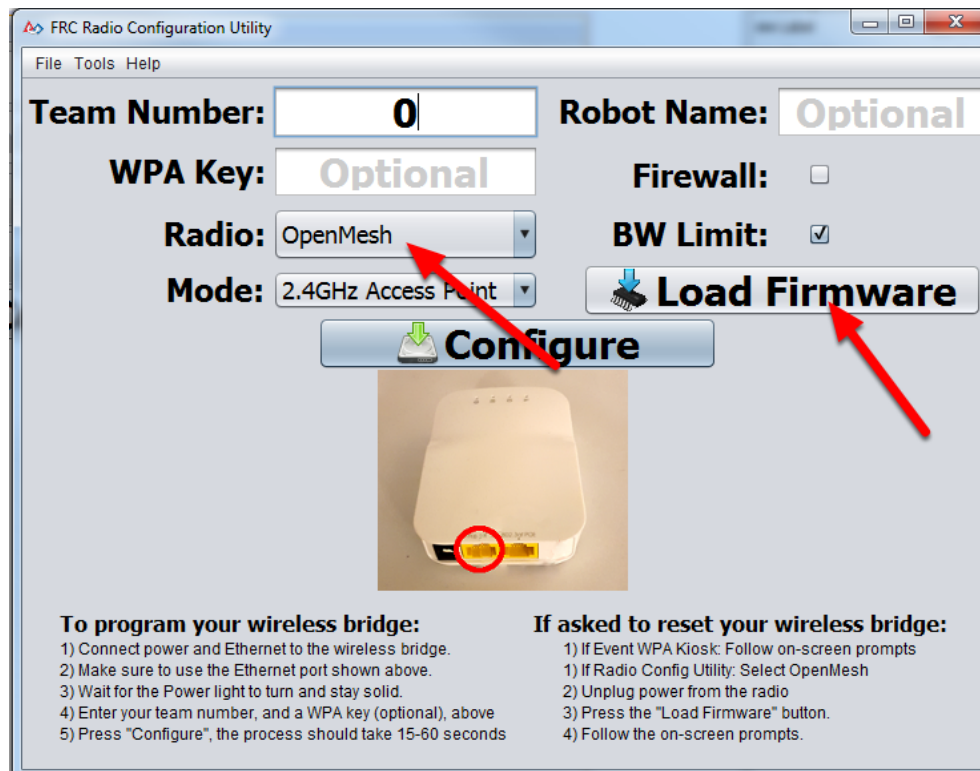 FRC Radio Configuration Utility
File Tools Help
Team Number: 0 Robot Name: Optional
WPA Key: Optional Firewall:
Radio: OpenMesh BW Limit:
Mode: 2.4GHz Access Point Load Firmware
Configure
To program your wireless bridge:
1) Connect power and Ethernet to the wireless bridge.
2) Make sure to use the Ethernet port shown above.
3) Wait for the Power light to turn and stay solid.
4) Enter your team number, and a WPA key (optional), above
5) Press "Configure", the process should take 15-60 seconds
If asked to reset your wireless bridge:
1) If Event WPA Kiosk: Follow on-screen prompts
1) If Radio Config Utility: Select OpenMesh
2) Unplug power from the radio
3) Press the "Load Firmware" button.
4) Follow the on-screen prompts.